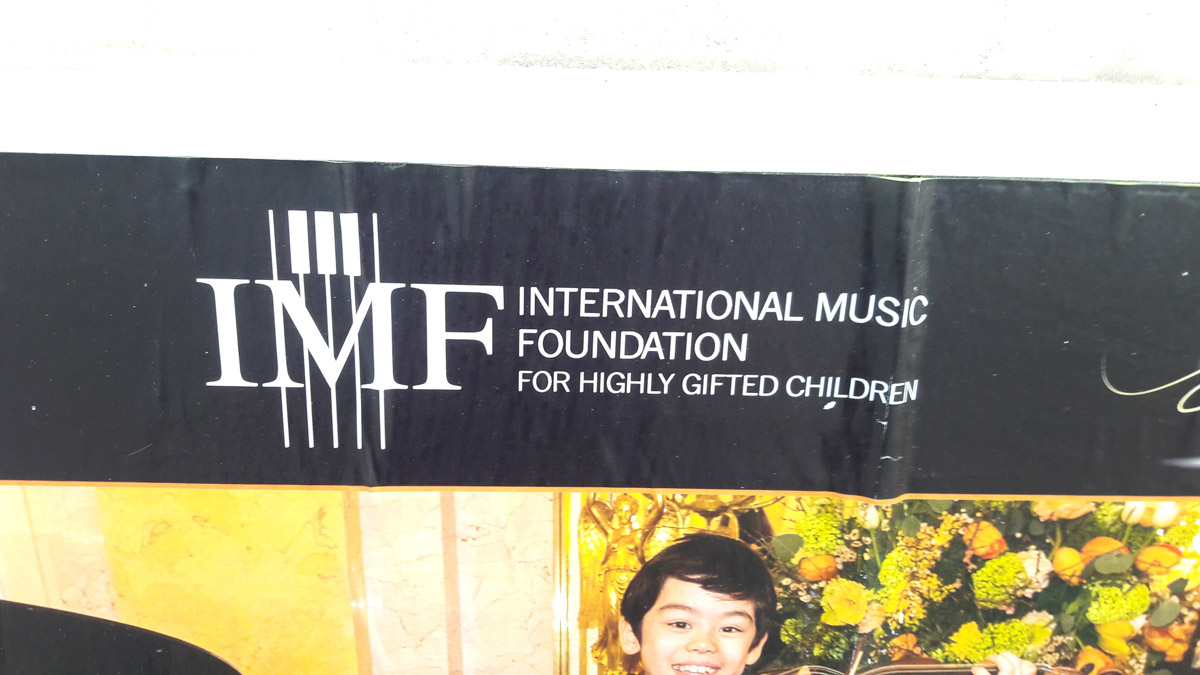 IMF
INTERNATIONAL MUSIC
FOUNDATION
FOR HIGHLY GIFTED CHILDREN